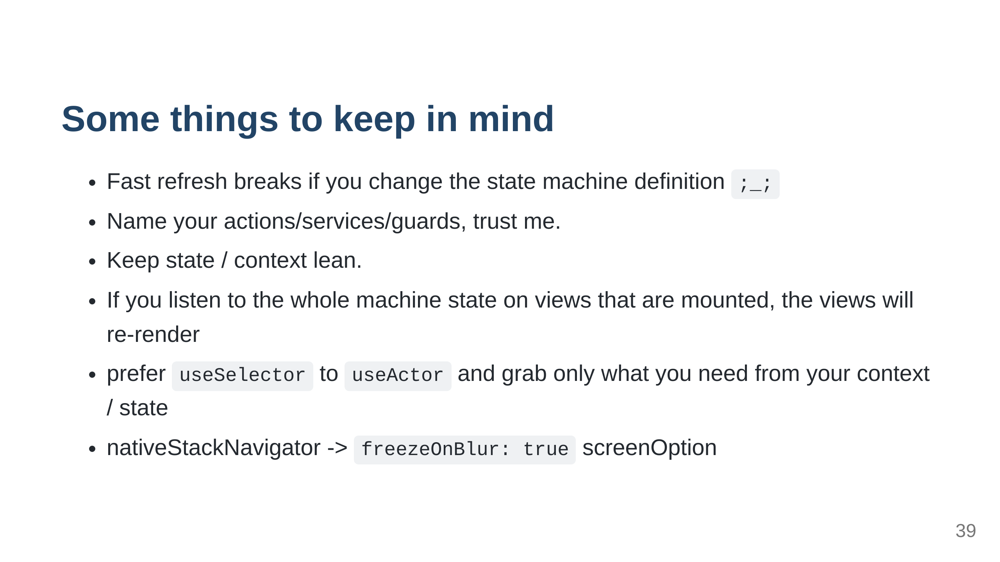 Some things to keep in mind
• Fast refresh breaks if you change the state machine definition ;_;
• Name your actions/services/guards, trust me.
• Keep state / context lean.
• If you listen to the whole machine state on views that are mounted, the views will
re-render
• prefer useSelector to useActor and grab only what you need from your context
/ state
• nativeStackNavigator -> freezeOnBlur: true screenOption
39